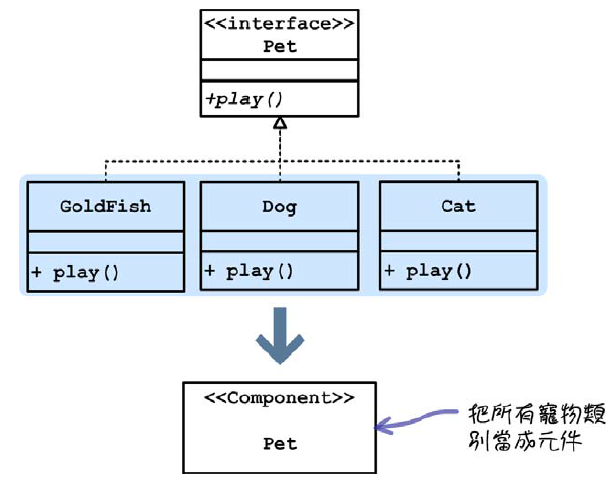 <<interface>>
Pet
+play()
GoldFish
Dog
Cat
+ play()
+ play()
+ play()
<<Component>>
Pet
把所有寵物類
別當成元件